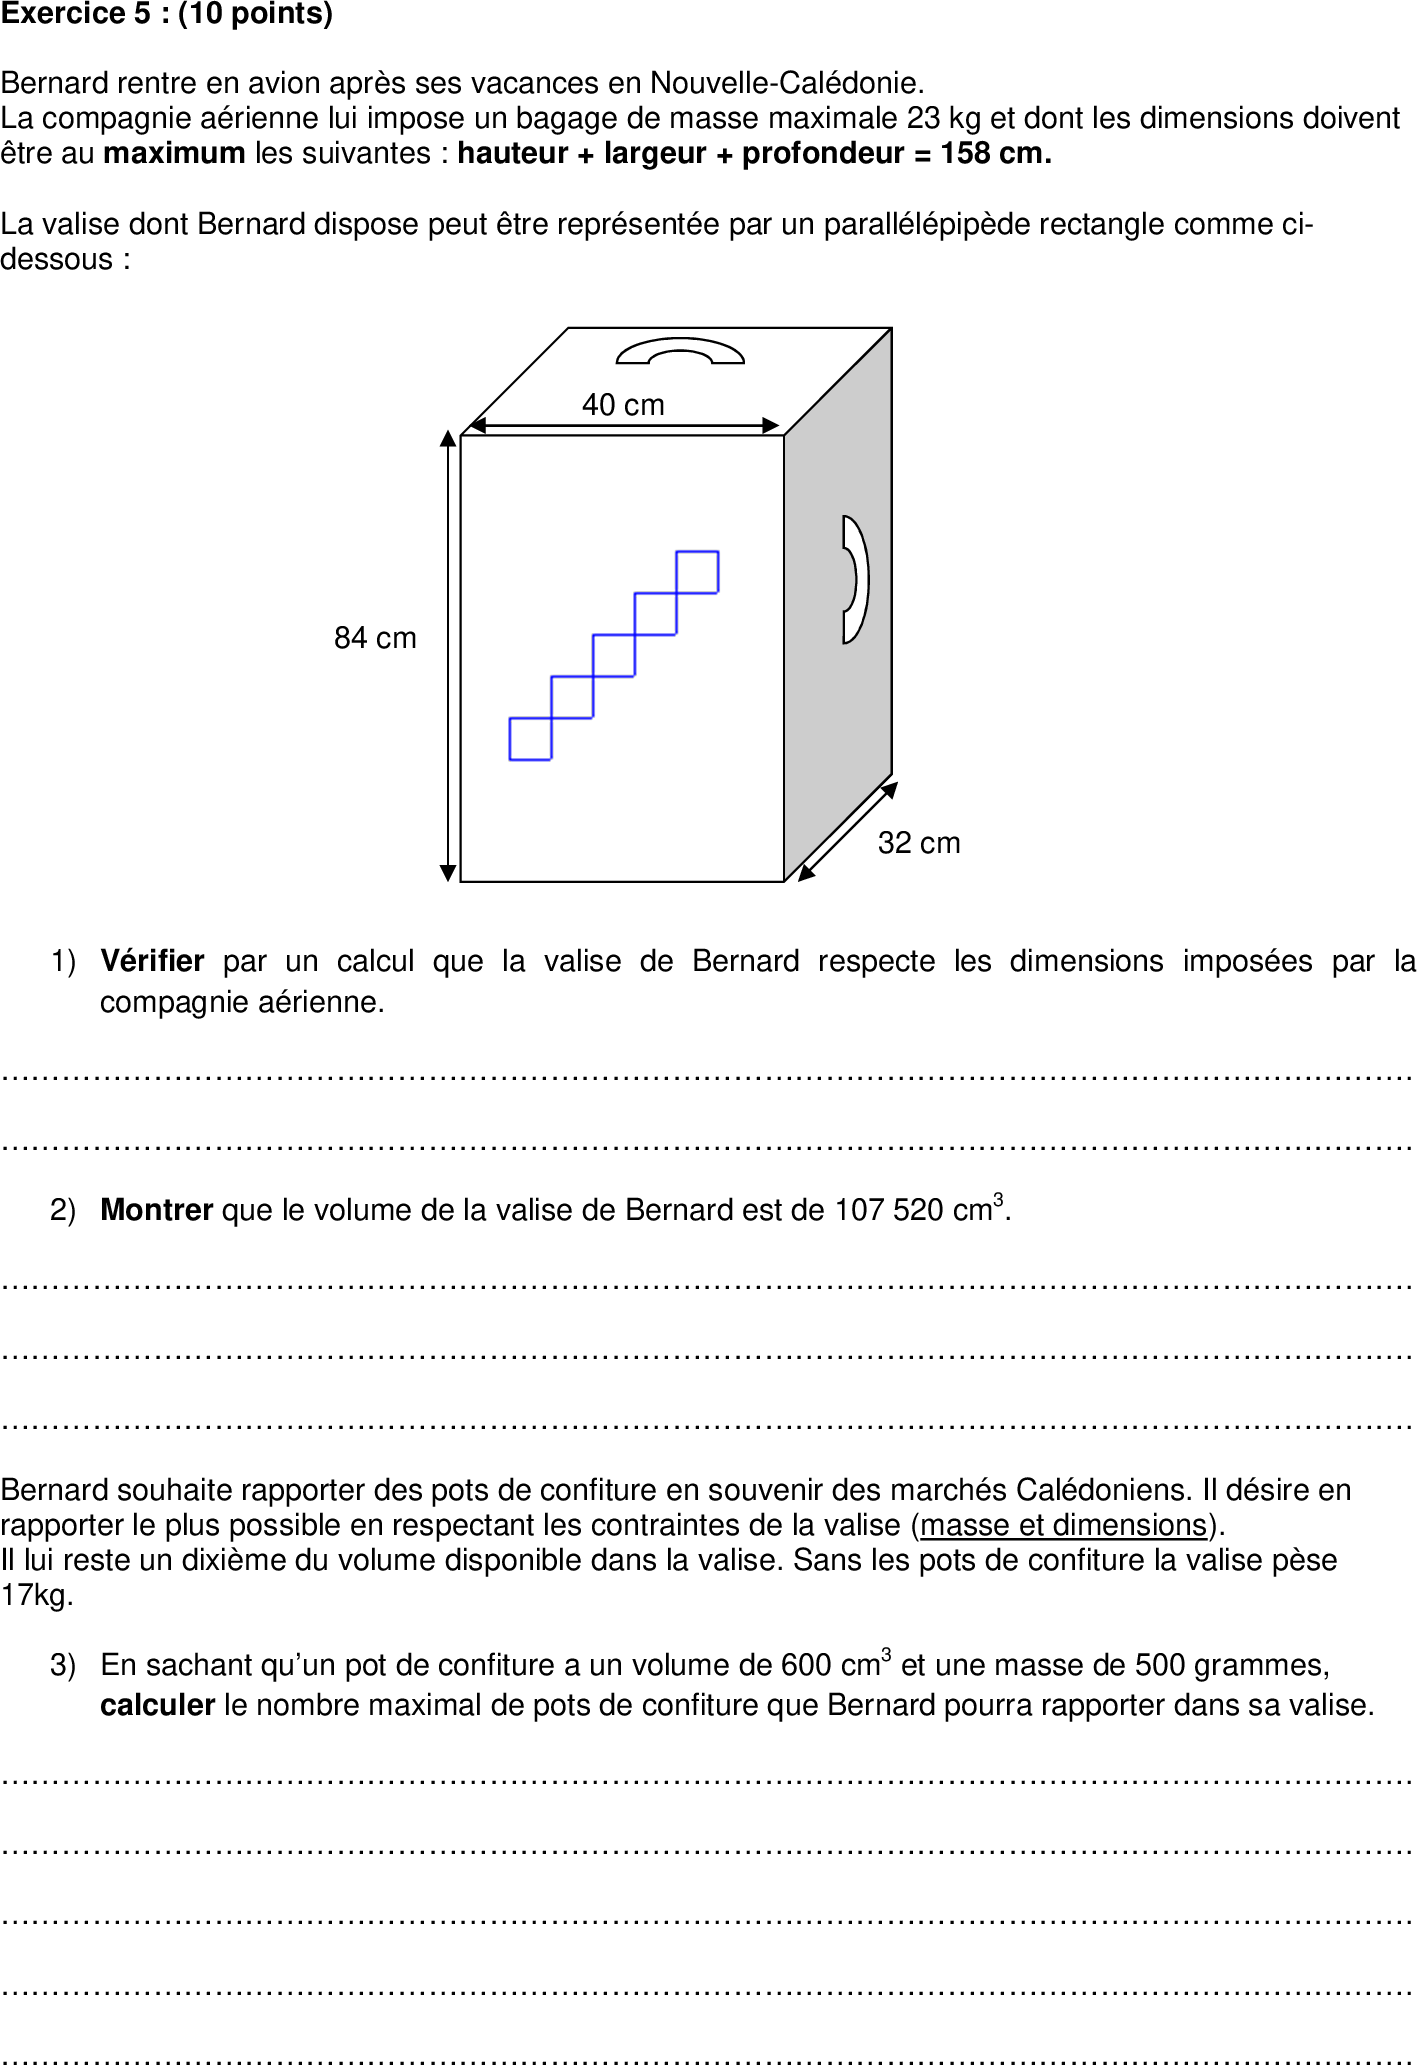 Exercice 5 : (10 points)
Bernard rentre en avion après ses vacances en Nouvelle-Calédonie.
La compagnie aérienne lui impose un bagage de masse maximale 23 kg et dont les dimensions doivent
être au maximum les suivantes : hauteur + largeur + profondeur = 158 cm.
La valise dont Bernard dispose peut être représentée par un parallélépipède rectangle comme ci-
dessous :
40 cm
84 cm
32 cm
1) Vérifier par un calcul que la valise de Bernard respecte les dimensions imposées par la
compagnie aérienne.
2) Montrer que le volume de la valise de Bernard est de 107 520 cm³.
Bernard souhaite rapporter des pots de confiture en souvenir des marchés Calédoniens. Il désire en
rapporter le plus possible en respectant les contraintes de la valise (masse et dimensions).
Il lui reste un dixième du volume disponible dans la valise. Sans les pots de confiture la valise pèse
17kg.
3) En sachant qu’un pot de confiture a un volume de 600 cm³ et une masse de 500 grammes,
calculer le nombre maximal de pots de confiture que Bernard pourra rapporter dans sa valise.